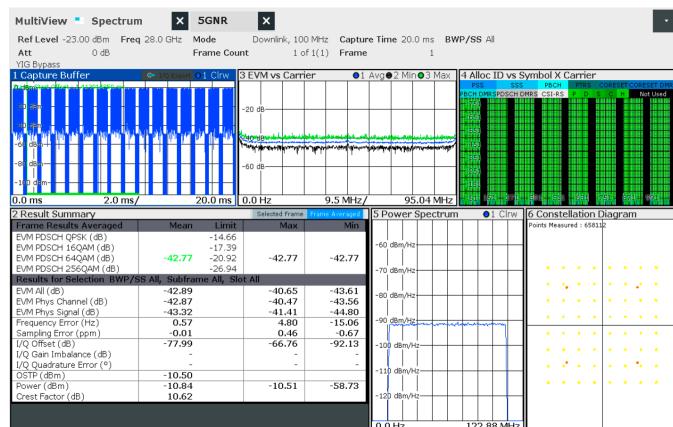 MultiView Spectrum X 5GNR X
Ref Level -23.00 dBm Freq 28.0 GHz Mode Downlink, 100 MHz Capture Time 20.0 ms BWP/SS All
Att 0 dB Frame Count 1 of 1(1) Frame 1
YIG Bypass
1 Capture Buffer I/Q Export 1 Clrw
-60 dBm
-100 dBm
0.0 ms 2.0 ms/ 20.0 ms
3 EVM vs Carrier 1 Avg 2 Min 3 Max
-20 dB
-60 dB
0.0 Hz 9.5 MHz/ 95.04 MHz
4 Alloc ID vs Symbol X Carrier
PSS SSS PBCH PTRS CORESET CORESET DMRS
PBCH DMRS PDSCH DMRS CSI-RS P D S C H Not Used
2 Result Summary Selected Frame Frame Averaged
Frame Results Averaged Mean Limit Max Min
EVM PDSCH QPSK (dB) -14.66
EVM PDSCH 16QAM (dB) -17.39
EVM PDSCH 64QAM (dB) -42.77 -20.92 -42.77 -42.77
EVM PDSCH 256QAM (dB) -26.94
Results for Selection BWP/SS All, Subframe All, Slot All
EVM All (dB) -42.89 -40.65 -43.61
EVM Phys Channel (dB) -42.87 -40.47 -43.56
EVM Phys Signal (dB) -43.32 -41.41 -44.80
Frequency Error (Hz) 0.57 4.80 -15.06
Sampling Error (ppm) -0.01 0.46 -0.67
I/Q Offset (dB) -77.99 -66.76 -92.13
I/Q Gain Imbalance (dB) - - -
I/Q Quadrature Error (°) - - -
OSTP (dBm) -10.50
Power (dBm) -10.84 -10.51 -58.73
Crest Factor (dB) 10.62
5 Power Spectrum 1 Clrw
-60 dBm/Hz
-70 dBm/Hz
-80 dBm/Hz
-90 dBm/Hz
-100 dBm/Hz
-110 dBm/Hz
-120 dBm/Hz
0.0 Hz 122.88 MHz
6 Constellation Diagram
Points Measured : 658112